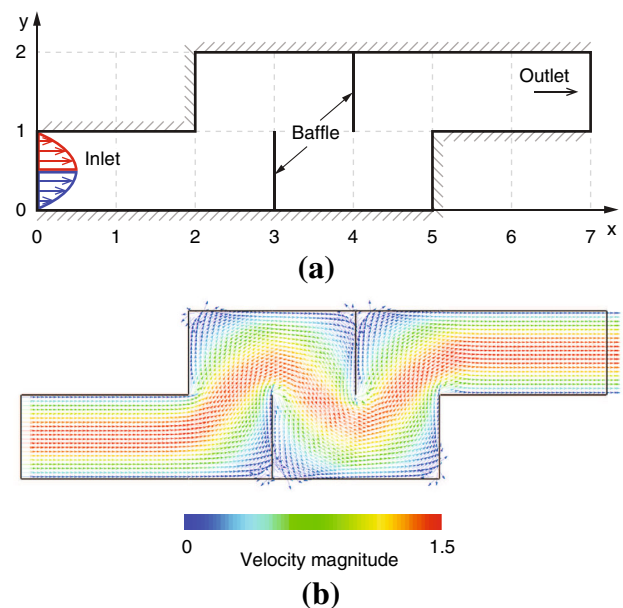 y
2
Outlet
Baffle
1
Inlet
0
0 1 2 3 4 5 6 7
x
(a)
0 1.5
Velocity magnitude
(b)